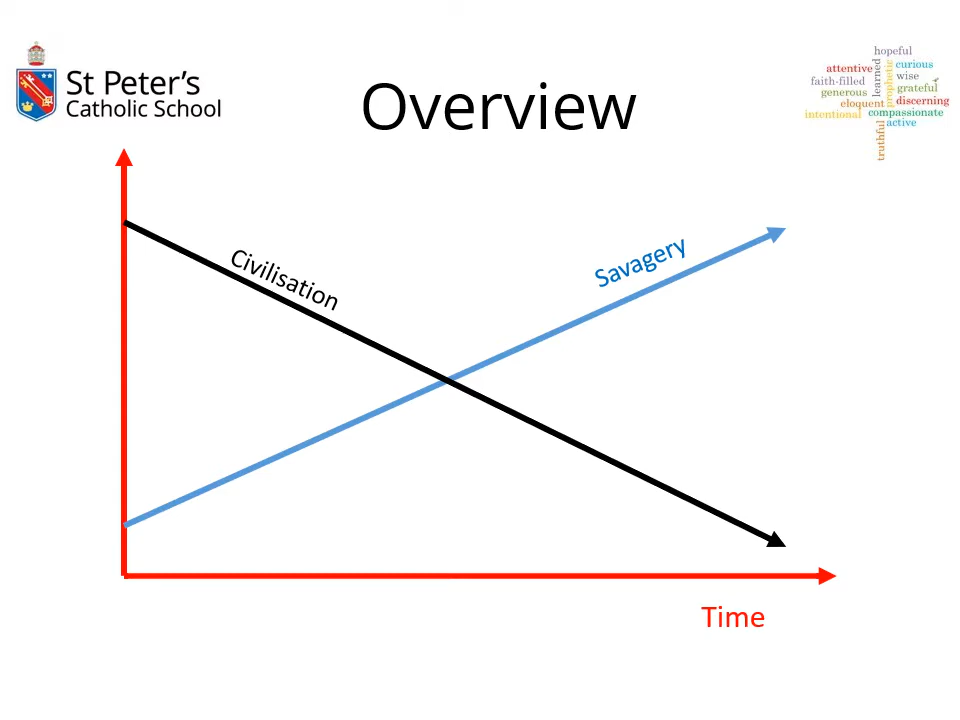 St Peter's
Catholic School
Overview
hopeful
attentive
learned
prophetic
curious
faith-filled
wise
generous
grateful
eloquent
discerning
intentional
compassionate
truthful
active
Civilisation
Savagery
Time